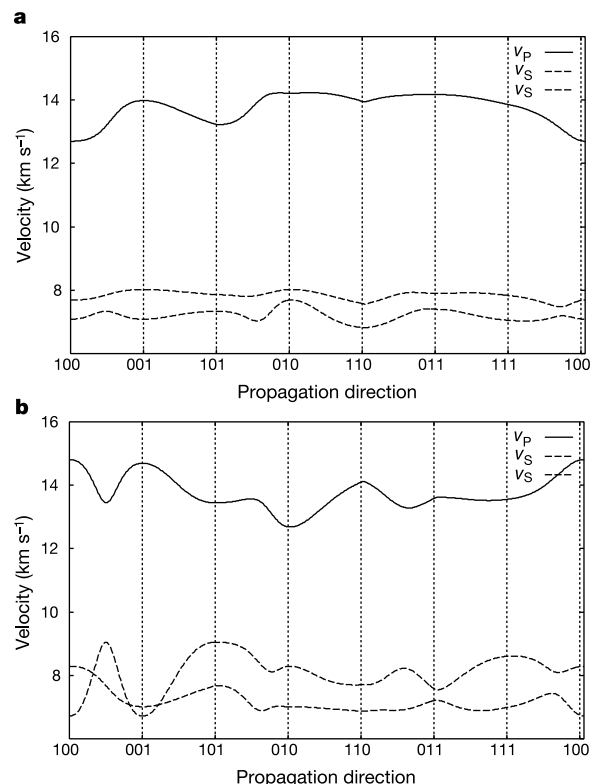 a
16
14
12
10
8
Velocity (km s⁻¹)
vP
vS
vS
100 001 101 010 110 011 111 100
Propagation direction
b
16
14
12
10
8
Velocity (km s⁻¹)
vP
vS
vS
100 001 101 010 110 011 111 100
Propagation direction